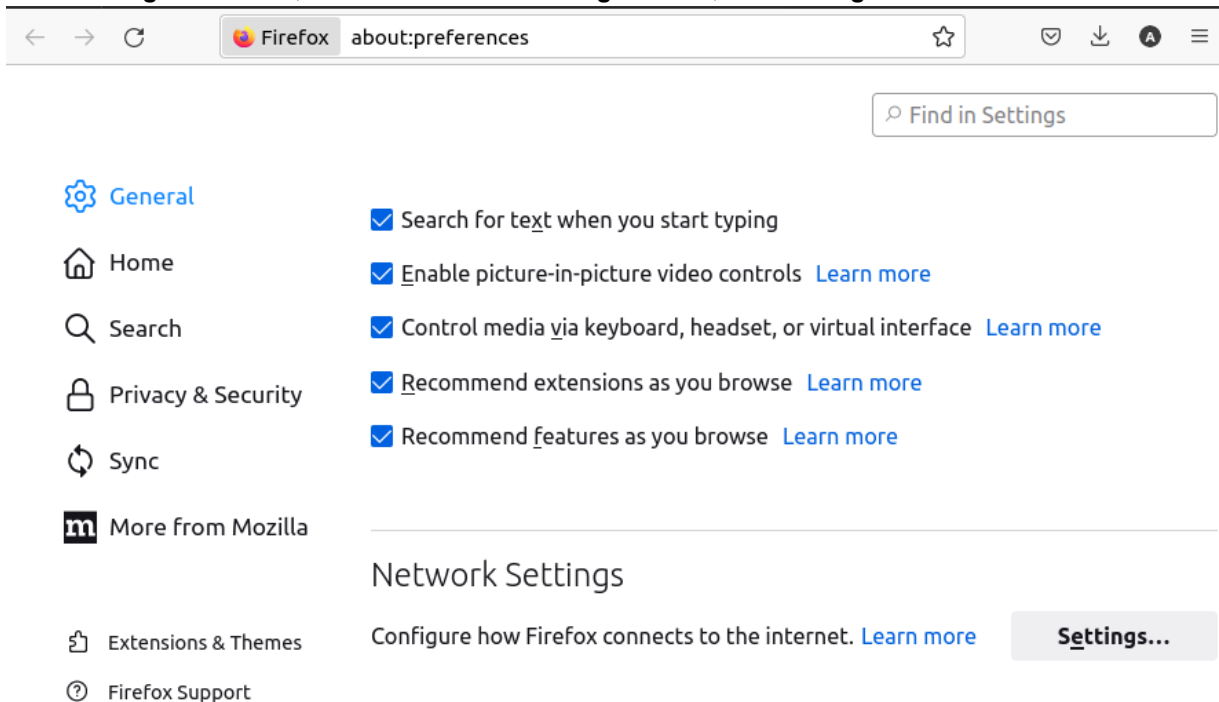 Firefox about:preferences
A
Find in Settings
General
Search for text when you start typing
Home
Enable picture-in-picture video controls Learn more
Search
Control media via keyboard, headset, or virtual interface Learn more
Privacy & Security
Recommend extensions as you browse Learn more
Sync
Recommend features as you browse Learn more
m More from Mozilla
Network Settings
Extensions & Themes
Configure how Firefox connects to the internet. Learn more Settings...
Firefox Support